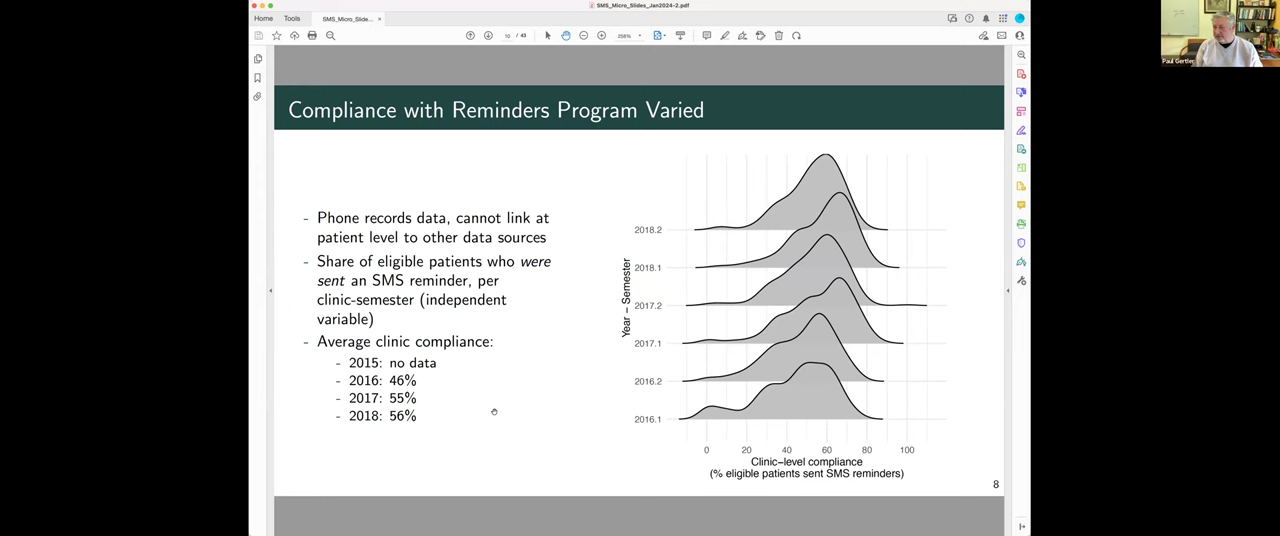 SMS_Micro_Slides_Jan2024-2.pdf
Home Tools SMS_Micro_Slide... ×
10 / 43 258%
Paul Gertler
Compliance with Reminders Program Varied
- Phone records data, cannot link at
patient level to other data sources
- Share of eligible patients who were
sent an SMS reminder, per
clinic-semester (independent
variable)
- Average clinic compliance:
- 2015: no data
- 2016: 46%
- 2017: 55%
- 2018: 56%
Year – Semester
2018.2
2018.1
2017.2
2017.1
2016.2
2016.1
0 20 40 60 80 100
Clinic–level compliance
(% eligible patients sent SMS reminders)
8